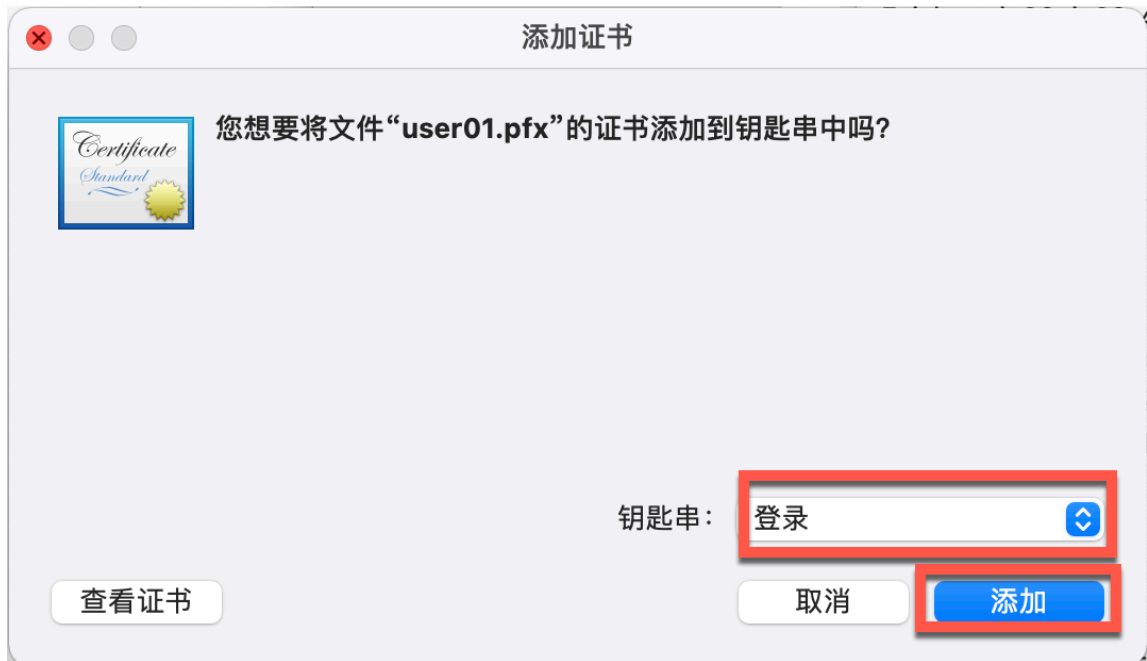 添加证书
Certificate
Standard
您想要将文件“user01.pfx”的证书添加到钥匙串中吗？
钥匙串：
登录
查看证书
取消
添加